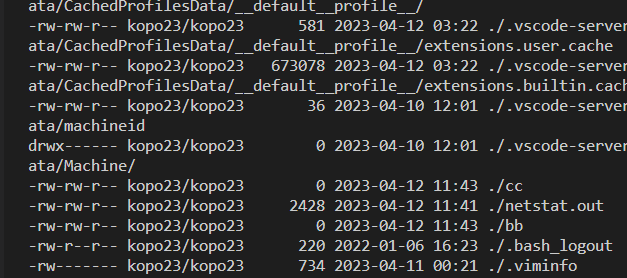 ata/CachedProfilesData/__default__profile__/
-rw-rw-r-- kopo23/kopo23 581 2023-04-12 03:22 ./.vscode-server
ata/CachedProfilesData/__default__profile__/extensions.user.cache
-rw-rw-r-- kopo23/kopo23 673078 2023-04-12 03:22 ./.vscode-server
ata/CachedProfilesData/__default__profile__/extensions.builtin.cach
-rw-rw-r-- kopo23/kopo23 36 2023-04-10 12:01 ./.vscode-server
ata/machineid
drwx------ kopo23/kopo23 0 2023-04-10 12:01 ./.vscode-server
ata/Machine/
-rw-rw-r-- kopo23/kopo23 0 2023-04-12 11:43 ./cc
-rw-rw-r-- kopo23/kopo23 2428 2023-04-12 11:41 ./netstat.out
-rw-rw-r-- kopo23/kopo23 0 2023-04-12 11:43 ./bb
-rw-r--r-- kopo23/kopo23 220 2022-01-06 16:23 ./.bash_logout
-rw------- kopo23/kopo23 734 2023-04-11 00:21 ./.viminfo